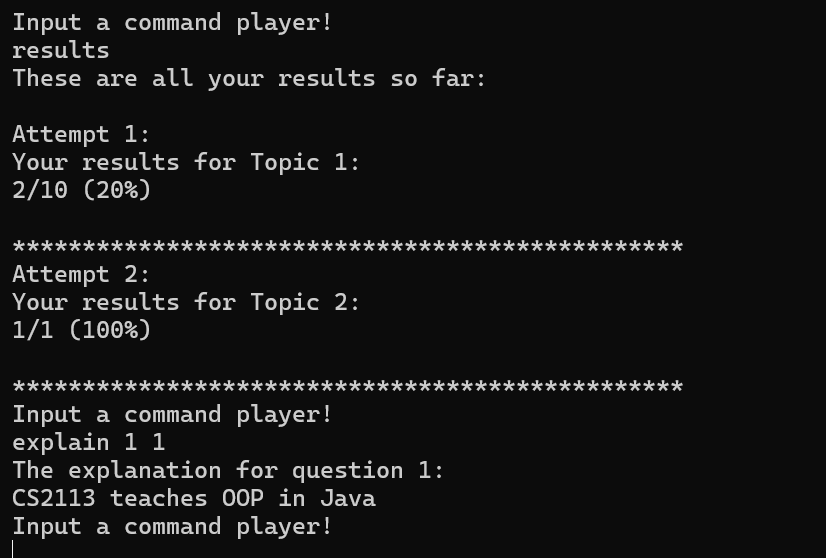 Input a command player!
results
These are all your results so far:
Attempt 1:
Your results for Topic 1:
2/10 (20%)
************************************************
Attempt 2:
Your results for Topic 2:
1/1 (100%)
************************************************
Input a command player!
explain 1 1
The explanation for question 1:
CS2113 teaches OOP in Java
Input a command player!